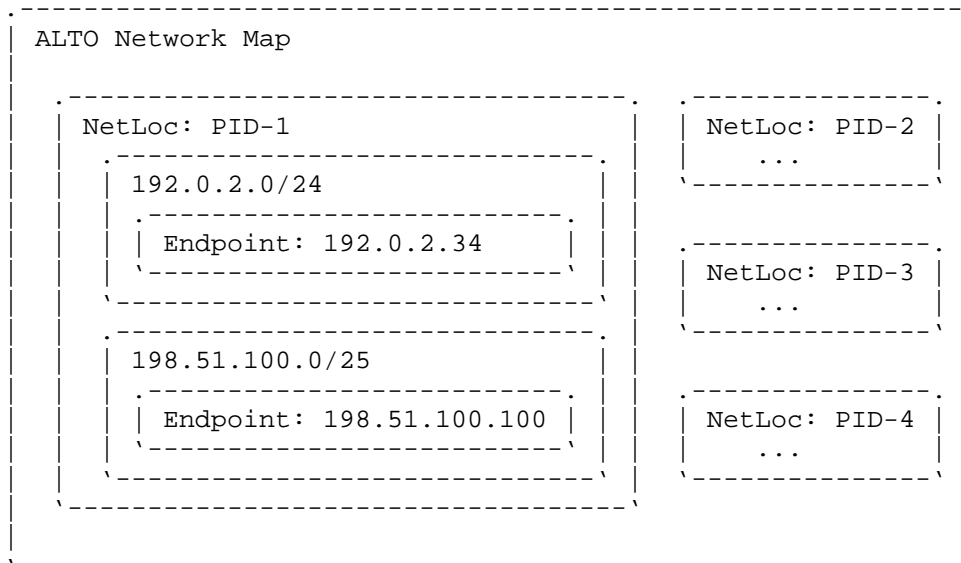 ALTO Network Map
NetLoc: PID-1
192.0.2.0/24
Endpoint: 192.0.2.34
198.51.100.0/25
Endpoint: 198.51.100.100
NetLoc: PID-2
...
NetLoc: PID-3
...
NetLoc: PID-4
...